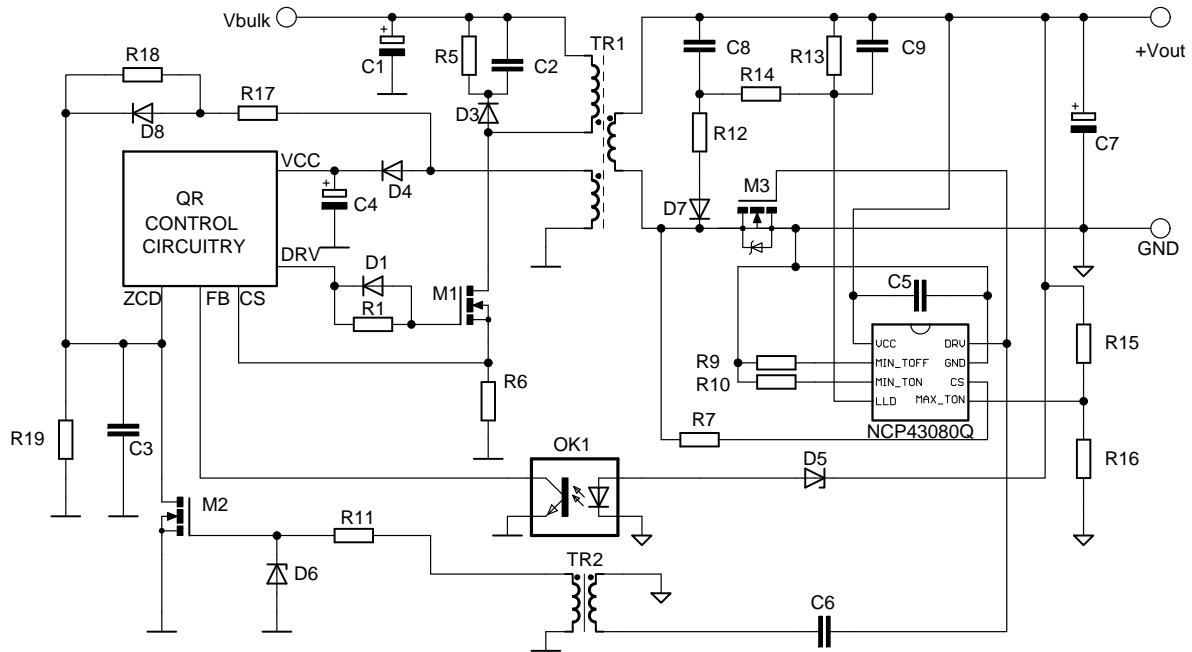 Vbulk
R18
D8
R17
C1
R5
C2
D3
TR1
C8
R13
C9
R14
R12
+Vout
C7
QR
CONTROL
CIRCUITRY
VCC
DRV
ZCD
FB
CS
D4
C4
D1
R1
M1
R6
D7
M3
GND
C5
R9
R10
VCC
MIN_TOFF
MIN_TON
LLD
DRV
GND
CS
MAX_TON
NCP43080Q
R15
R16
R7
R19
C3
OK1
D5
M2
R11
D6
TR2
C6
+
+
+